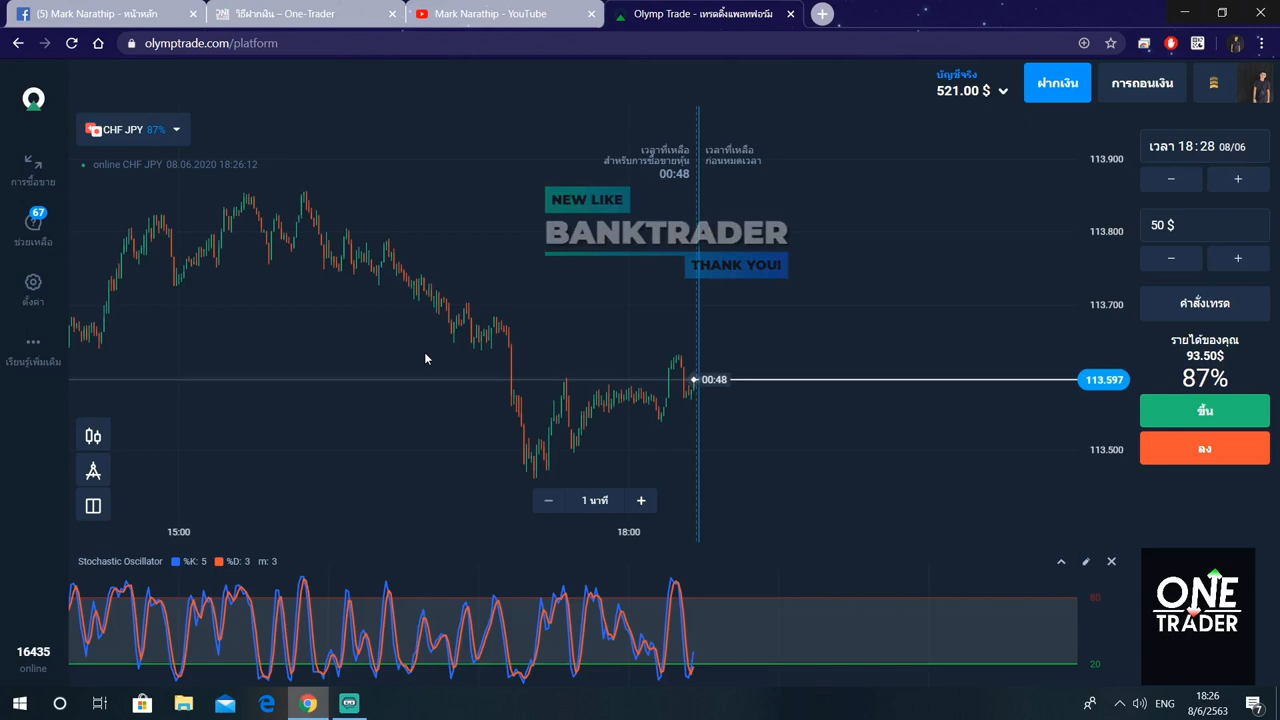 (5) Mark Narathip - หน้าหลัก
วิธีฝากเงิน – One-Trader
Mark Narathip - YouTube
Olymp Trade - เทรดดิ้งแพลทฟอร์ม
olymptrade.com/platform
บัญชีจริง
521.00 $
ฝากเงิน
การถอนเงิน
CHF JPY 87%
online CHF JPY 08.06.2020 18:26:12
เวลาที่เหลือ
สำหรับการซื้อขายหุ้น
00:48
เวลาที่เหลือ
ก่อนหมดเวลา
NEW LIKE
BANKTRADER
THANK YOU!
การซื้อขาย
67
ช่วยเหลือ
ตั้งค่า
เรียนรู้เพิ่มเติม
113.900
113.800
113.700
00:48
113.597
113.500
เวลา 18:28 08/06
− +
50 $
− +
คำสั่งเทรด
รายได้ของคุณ
93.50$
87%
ขึ้น
ลง
− 1 นาที +
15:00
18:00
Stochastic Oscillator %K: 5 %D: 3 m: 3
80
20
ONE
TRADER
16435
online
ENG
18:26
8/6/2563
7